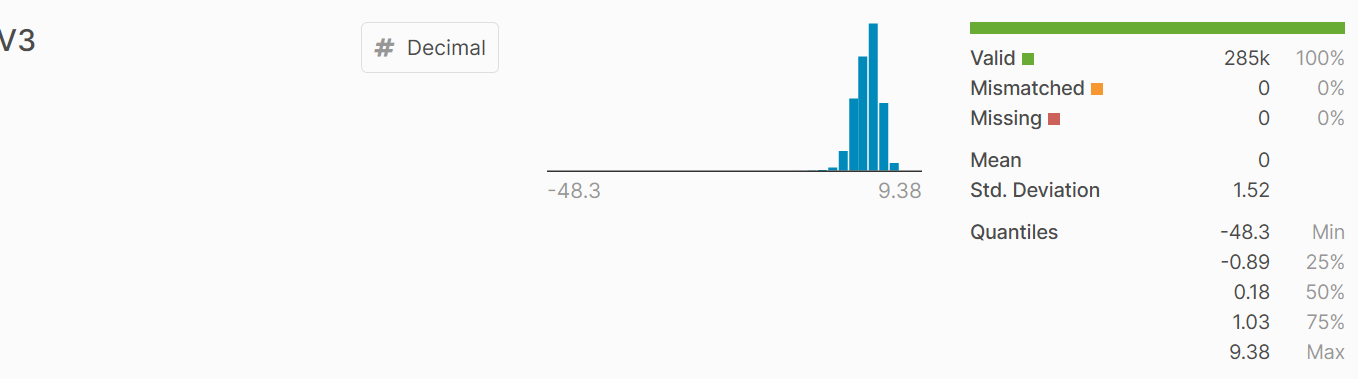 V3
# Decimal
-48.3 9.38
Valid 285k 100%
Mismatched 0 0%
Missing 0 0%
Mean 0
Std. Deviation 1.52
Quantiles -48.3 Min
-0.89 25%
0.18 50%
1.03 75%
9.38 Max